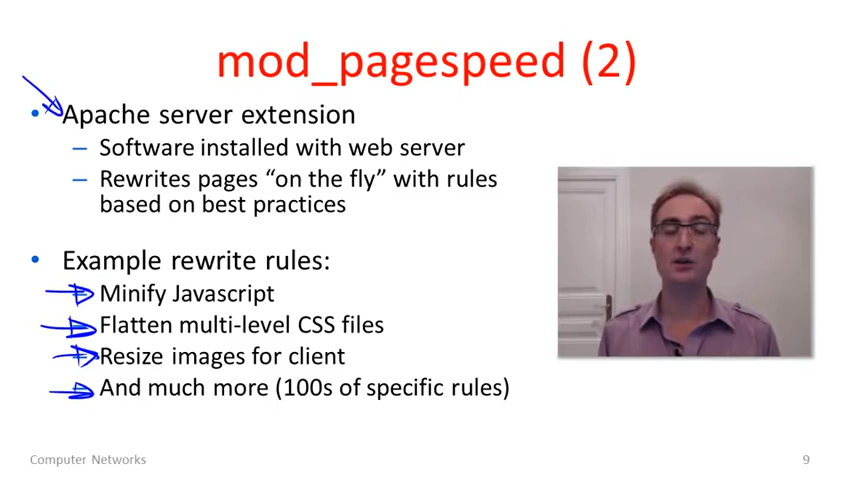 mod_pagespeed (2)
• Apache server extension
– Software installed with web server
– Rewrites pages “on the fly” with rules
based on best practices
• Example rewrite rules:
– Minify Javascript
– Flatten multi-level CSS files
– Resize images for client
– And much more (100s of specific rules)
Computer Networks
9